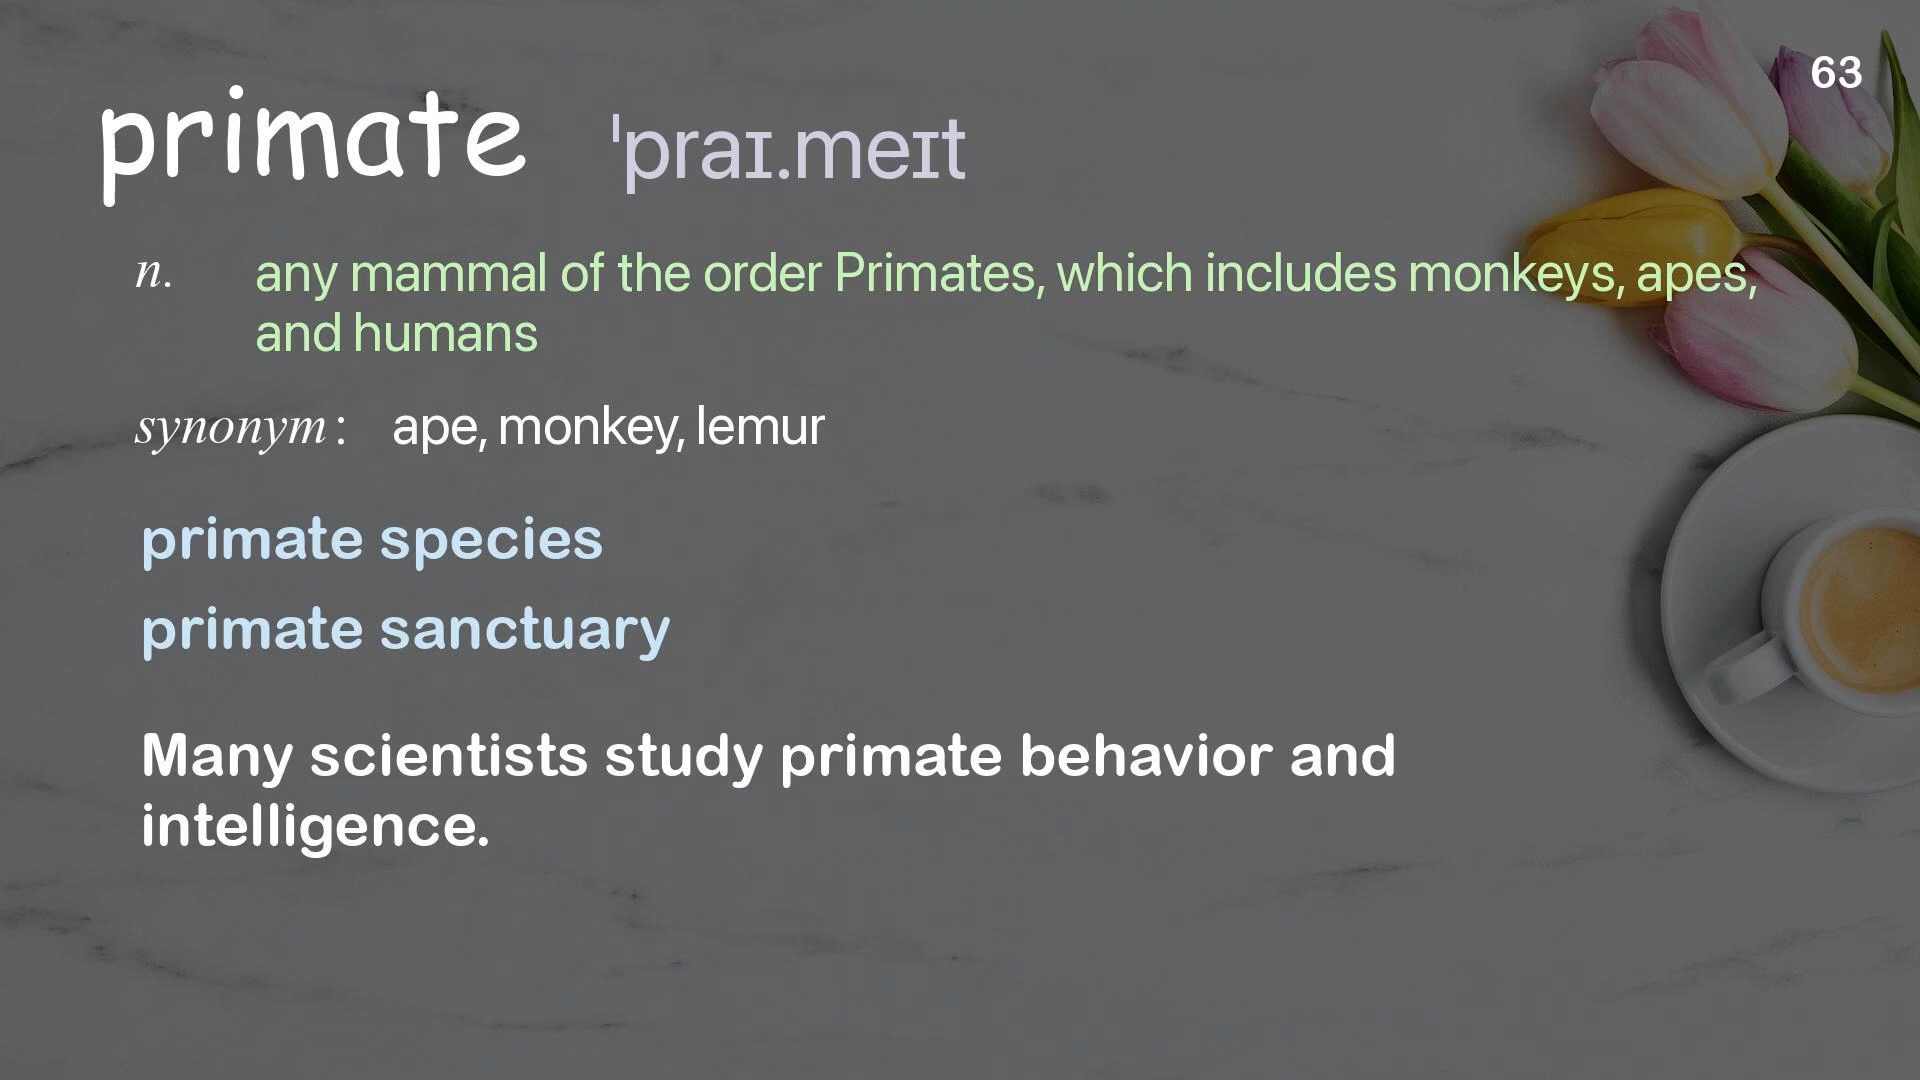 63
primate ˈpraɪ.meɪt
n. any mammal of the order Primates, which includes monkeys, apes,
and humans
synonym: ape, monkey, lemur
primate species
primate sanctuary
Many scientists study primate behavior and
intelligence.